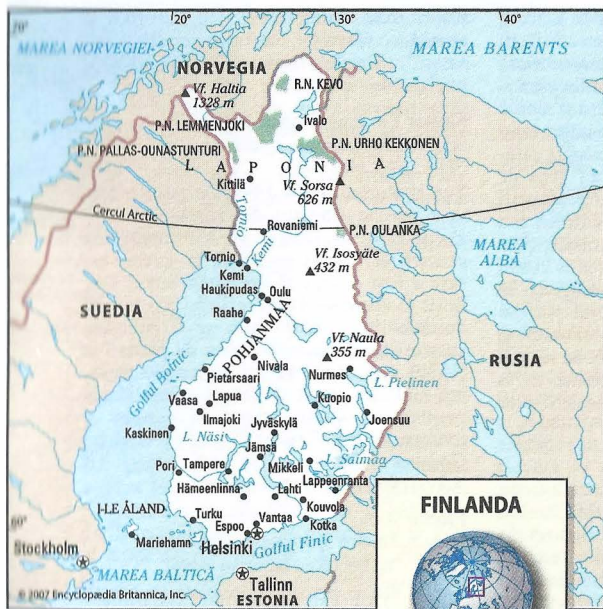 20°
20°
30°
40°
MAREA NORVEGIEI
MAREA BARENTS
NORVEGIA
R.N. KEVO
Vf. Haltia
1328 m
Ivalo
P.N. LEMMENJOKI
P.N. URHO KEKKONEN
P.N. PALLAS-OUNASTUNTURI
LAPONIA
Kittilä
Vf. Sorsa
626 m
Tornio
Cercul Arctic
Rovaniemi
P.N. OULANKA
Kemi
MAREA
ALBĂ
Tornio
Kemi
Vf. Isosyäte
432 m
Haukipudas
Oulu
SUEDIA
Raahe
POHJANMAA
Vf. Naula
355 m
RUSIA
Golful Botnic
Nivala
Nurmes
L. Pielinen
Pietarsaari
Vaasa
Lapua
Kuopio
Ilmajoki
Joensuu
Kaskinen
Jyväskylä
L. Näsi
Jämsä
L. Saimaa
Pori
Tampere
Mikkeli
Lappeenranta
Hämeenlinna
Lahti
Kouvola
FINLANDA
I-LE ÅLAND
60°
Turku
Vantaa
Kotka
Espoo
Stockholm
Mariehamn
Helsinki
Golful Finic
MAREA BALTICĂ
Tallinn
ESTONIA
© 2007 Encyclopædia Britannica, Inc.